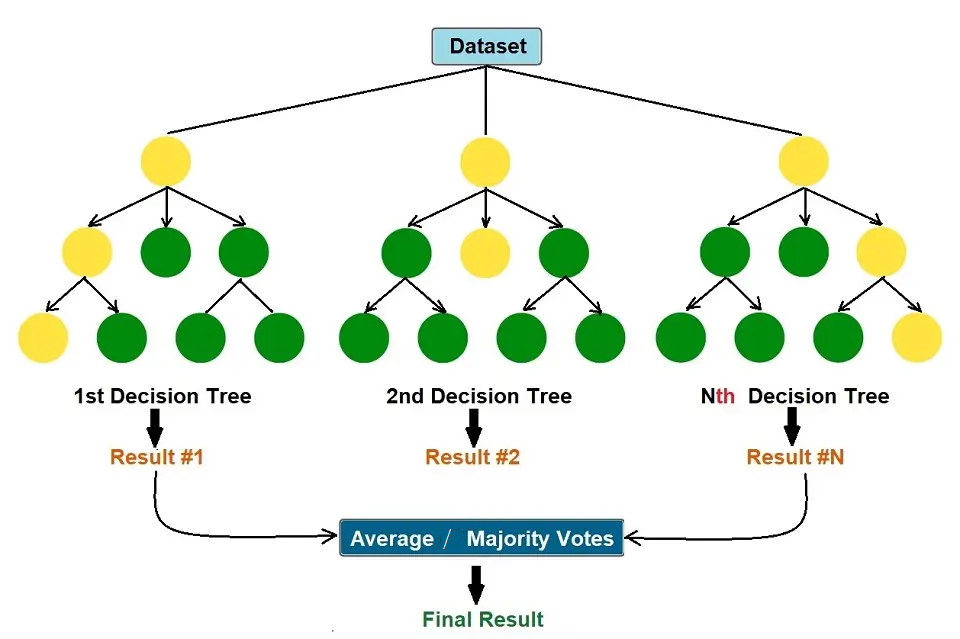 Dataset
1st Decision Tree
2nd Decision Tree
Nth Decision Tree
Result #1
Result #2
Result #N
Average / Majority Votes
Final Result